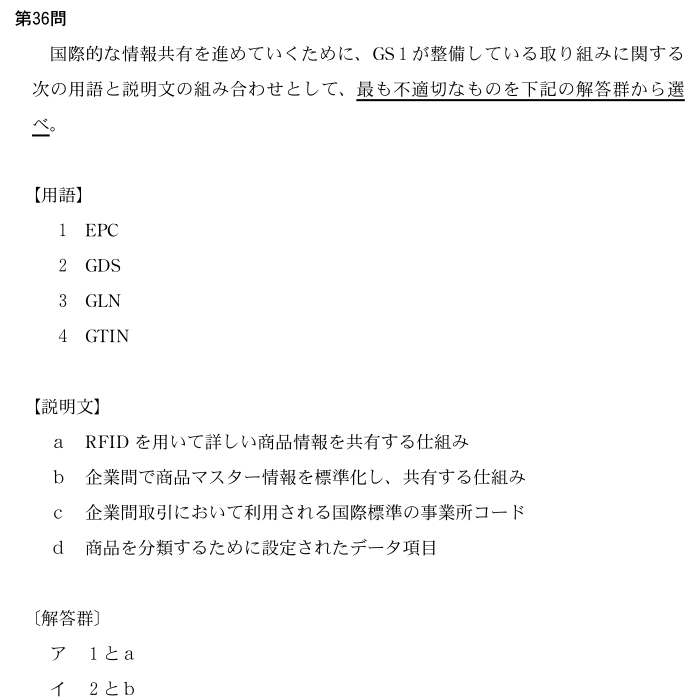 第36問
国際的な情報共有を進めていくために、GS1が整備している取り組みに関する
次の用語と説明文の組み合わせとして、最も不適切なものを下記の解答群から選
べ。
【用語】
1 EPC
2 GDS
3 GLN
4 GTIN
【説明文】
a RFID を用いて詳しい商品情報を共有する仕組み
b 企業間で商品マスター情報を標準化し、共有する仕組み
c 企業間取引において利用される国際標準の事業所コード
d 商品を分類するために設定されたデータ項目
〔解答群〕
ア 1とa
イ 2とb